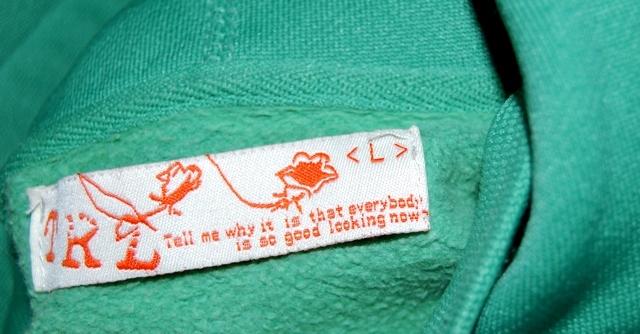 < L >
TRL
Tell me why it is that everybody
is so good looking now?